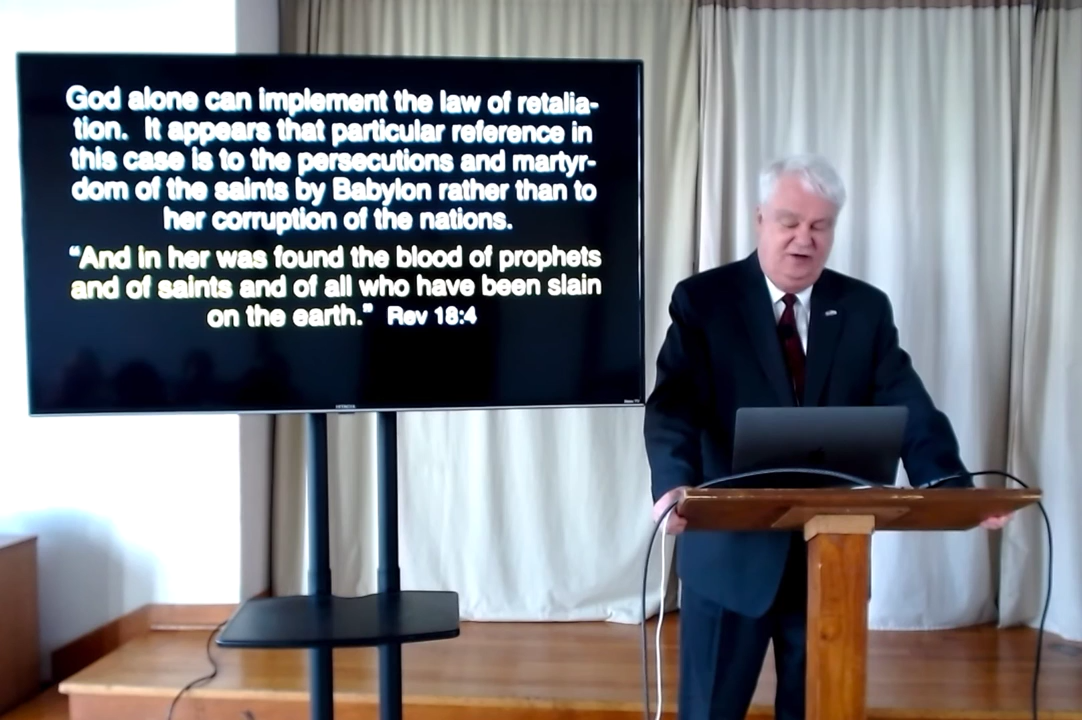 God alone can implement the law of retalia-
tion.  It appears that particular reference in
this case is to the persecutions and martyr-
dom of the saints by Babylon rather than to
her corruption of the nations.
“And in her was found the blood of prophets
and of saints and of all who have been slain
on the earth.”  Rev 18:4
HITACHI